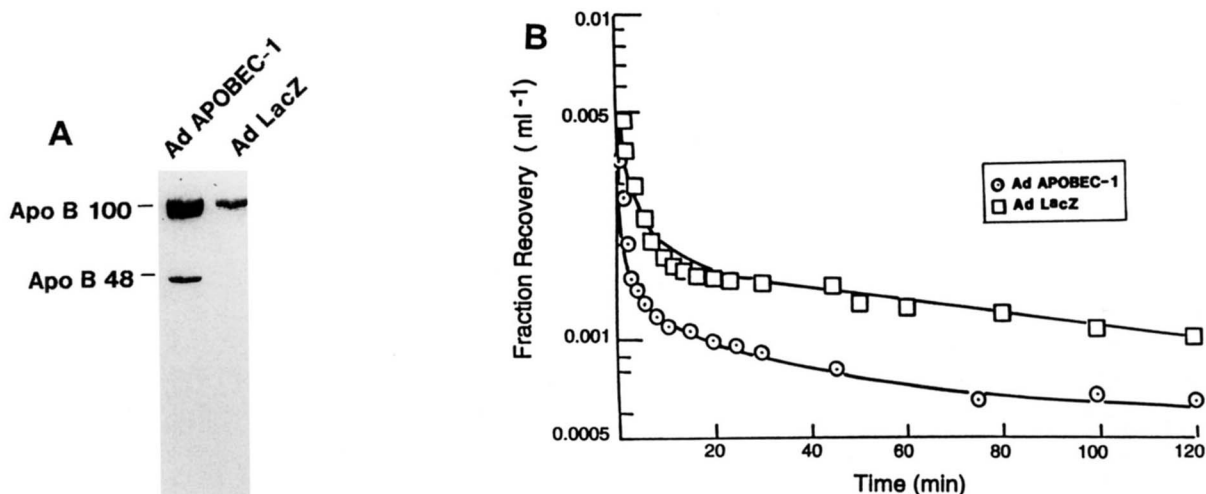 A
Ad APOBEC-1
Ad LacZ
Apo B 100
Apo B 48
B
Fraction Recovery ( ml -1 )
0.01
0.005
0.001
0.0005
Ad APOBEC-1
Ad LacZ
20
40
60
80
100
120
Time (min)